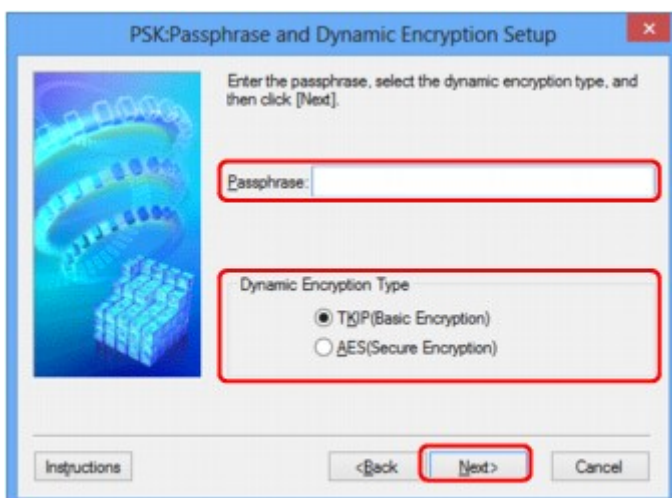 PSK:Passphrase and Dynamic Encryption Setup
Enter the passphrase, select the dynamic encryption type, and
then click [Next].
Passphrase:
Dynamic Encryption Type
TKIP(Basic Encryption)
AES(Secure Encryption)
Instructions
<Back
Next>
Cancel